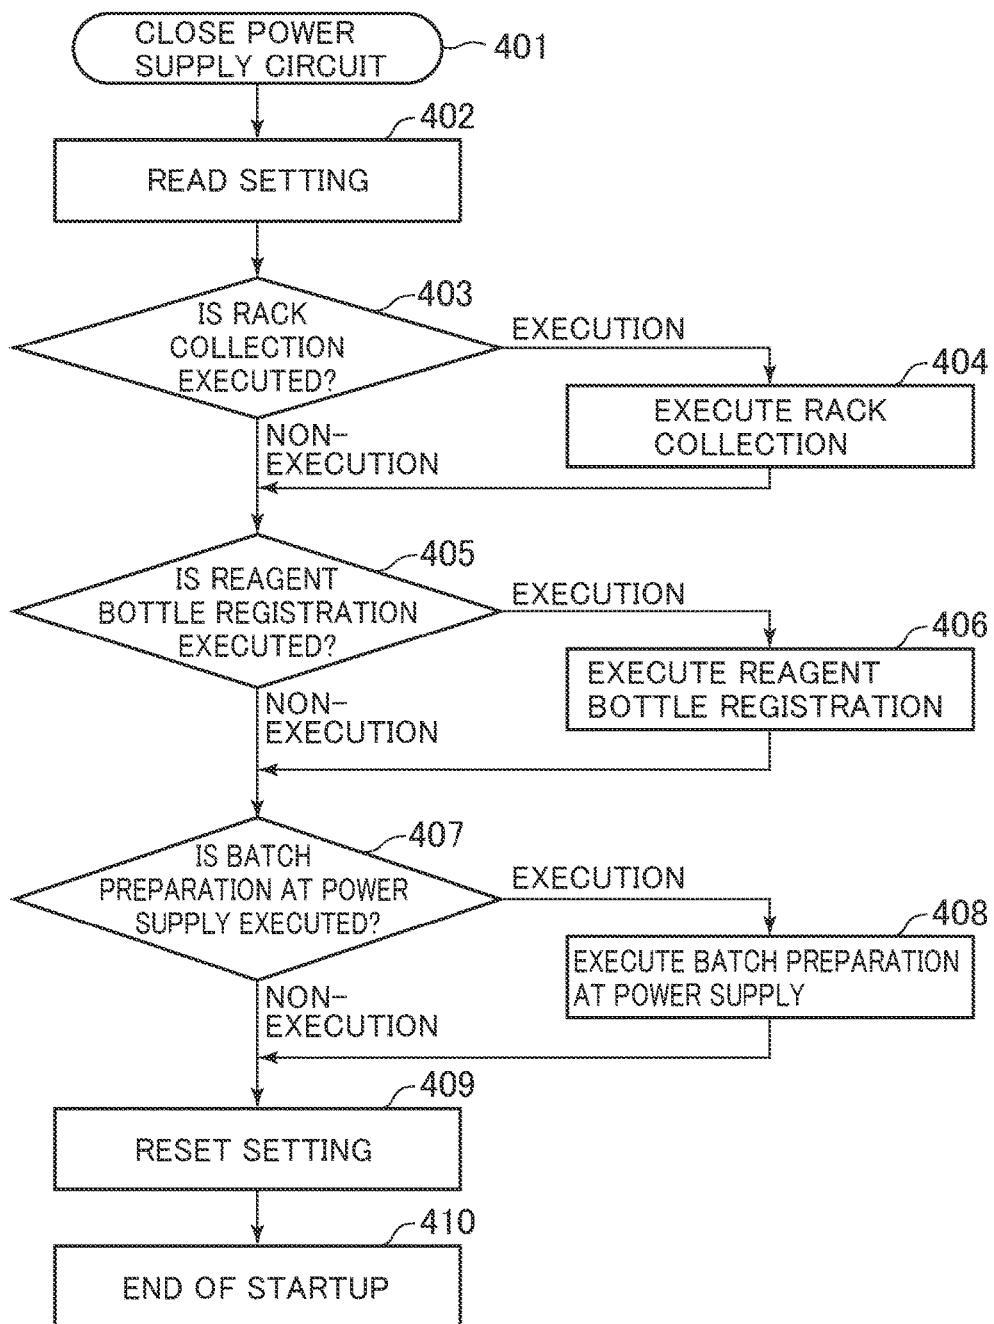 CLOSE POWER
SUPPLY CIRCUIT
401
402
READ SETTING
403
IS RACK
COLLECTION
EXECUTED?
EXECUTION
404
EXECUTE RACK
COLLECTION
NON-
EXECUTION
405
IS REAGENT
BOTTLE REGISTRATION
EXECUTED?
EXECUTION
406
EXECUTE REAGENT
BOTTLE REGISTRATION
NON-
EXECUTION
407
IS BATCH
PREPARATION AT POWER
SUPPLY EXECUTED?
EXECUTION
408
EXECUTE BATCH PREPARATION
AT POWER SUPPLY
NON-
EXECUTION
409
RESET SETTING
410
END OF STARTUP